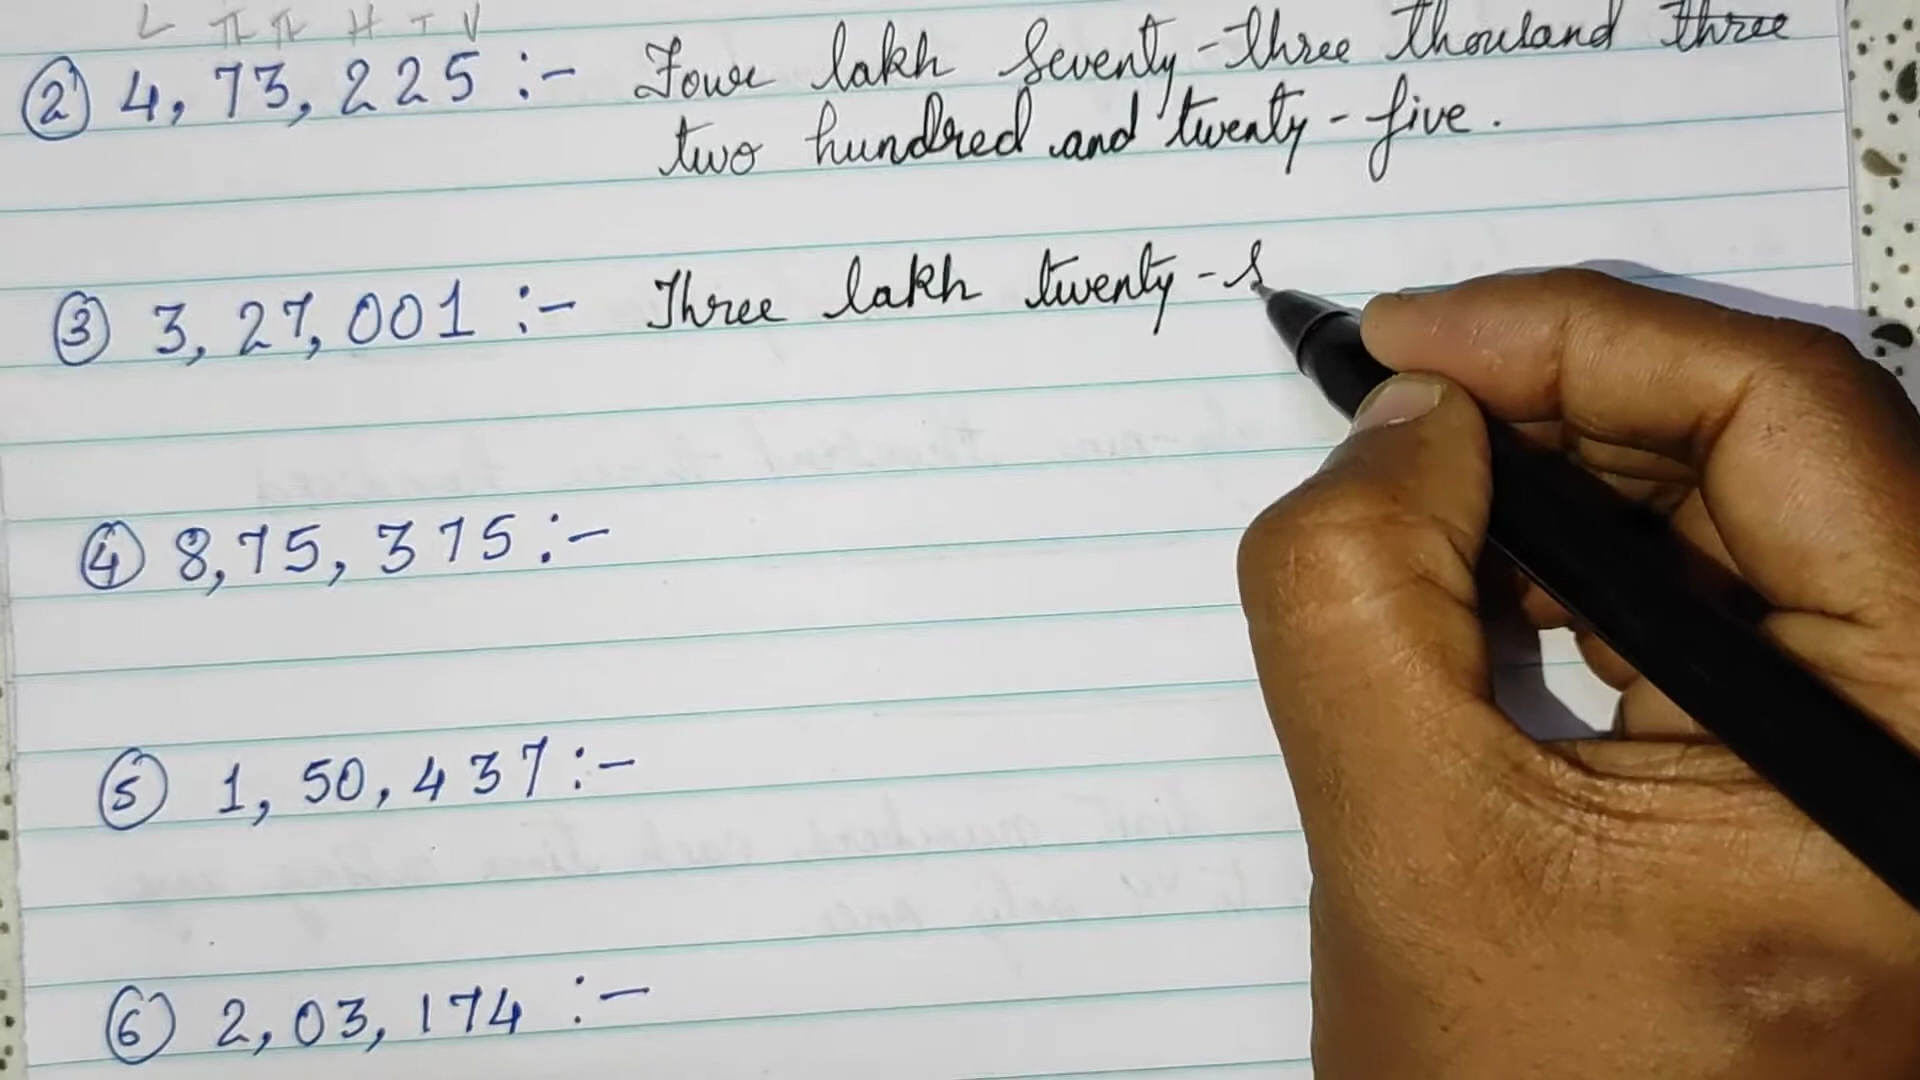 L T Th H T U
② 4, 73, 225 :- Four lakh seventy-three thousand three
two hundred and twenty-five.
③ 3, 27, 001 :- Three lakh twenty-s
④ 8, 75, 375 :-
⑤ 1, 50, 437 :-
⑥ 2, 03, 174 :-